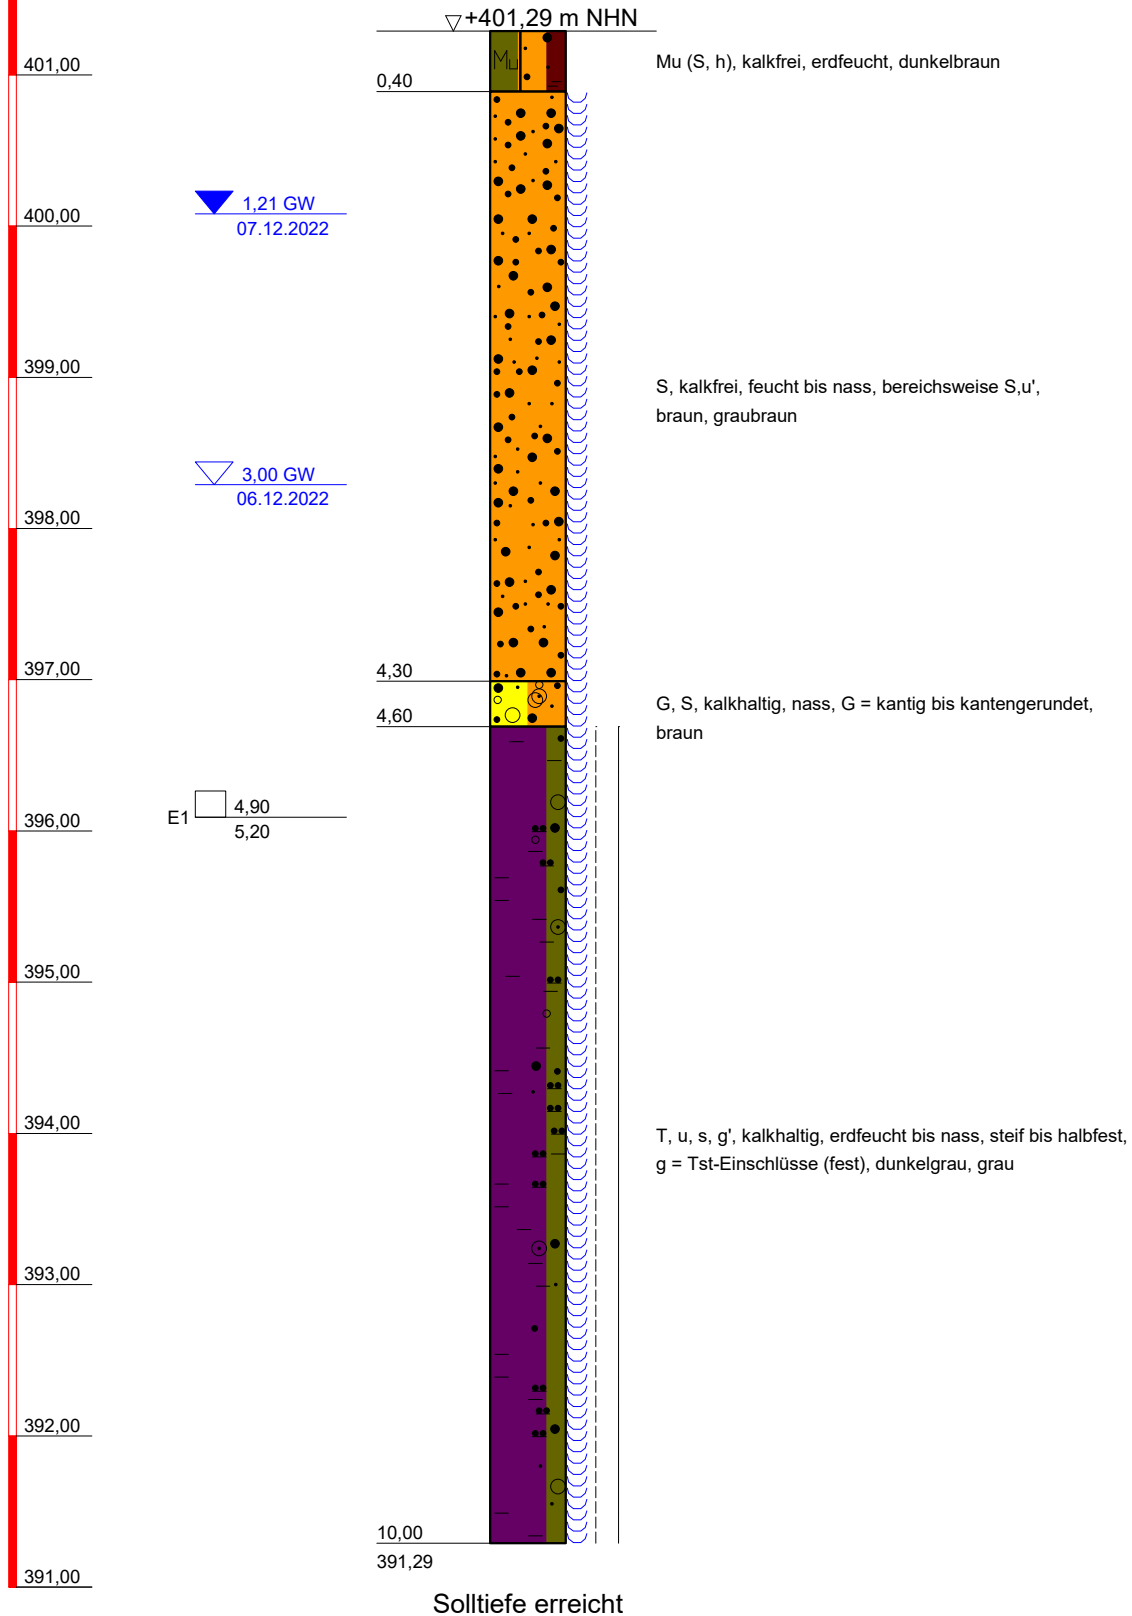 +401,29 m NHN
401,00
0,40
Mu
Mu (S, h), kalkfrei, erdfeucht, dunkelbraun
1,21 GW
07.12.2022
400,00
399,00
S, kalkfrei, feucht bis nass, bereichsweise S,u',
braun, graubraun
3,00 GW
06.12.2022
398,00
397,00
4,30
4,60
G, S, kalkhaltig, nass, G = kantig bis kantengerundet,
braun
E1
4,90
5,20
396,00
395,00
394,00
T, u, s, g', kalkhaltig, erdfeucht bis nass, steif bis halbfest,
g = Tst-Einschlüsse (fest), dunkelgrau, grau
393,00
392,00
10,00
391,29
391,00
Solltiefe erreicht